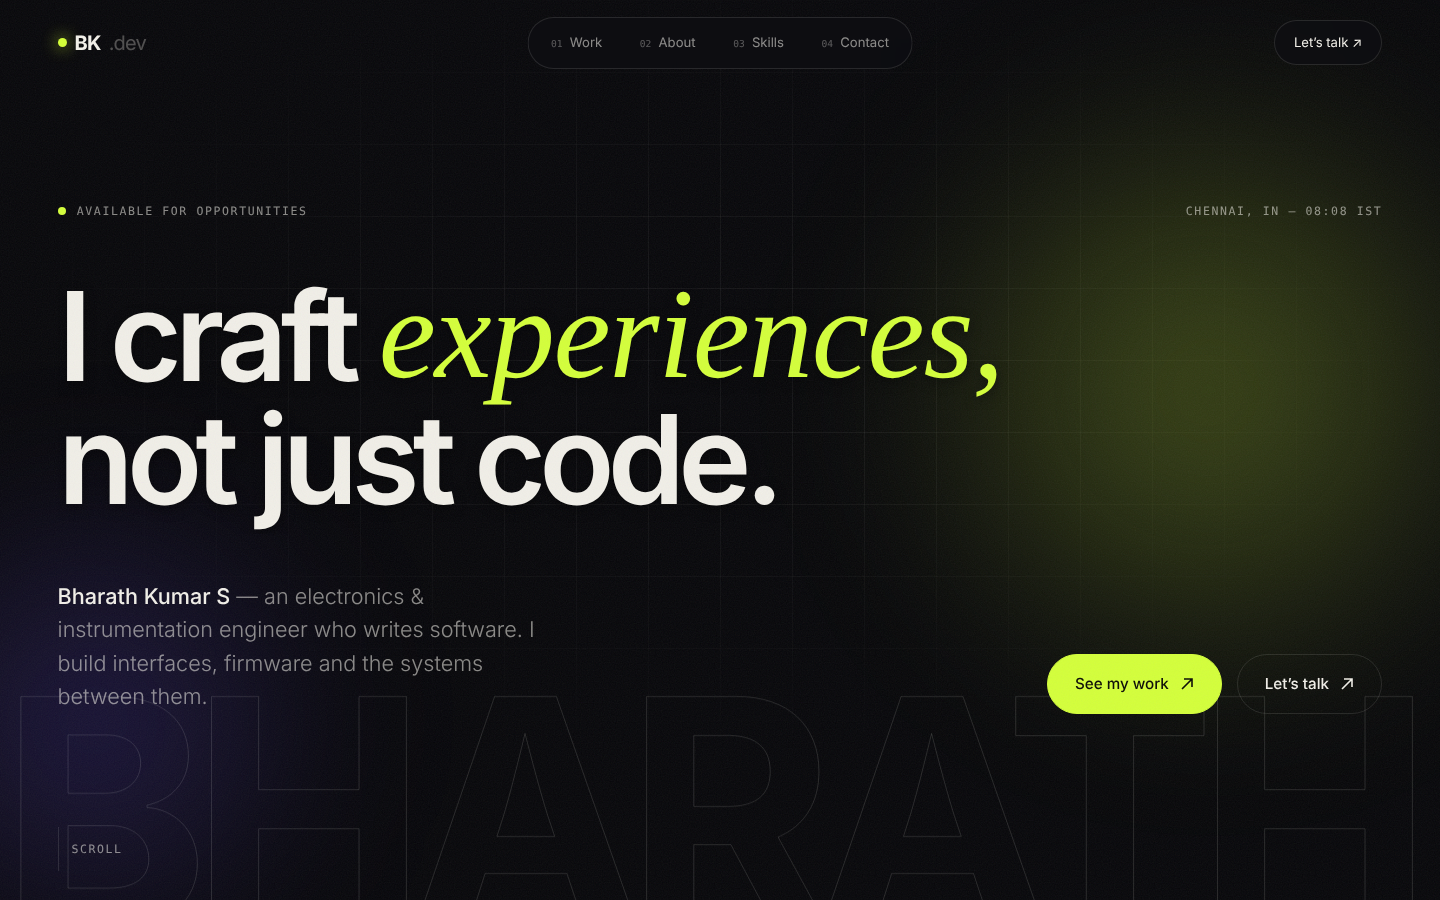 BK .dev
01 Work 02 About 03 Skills 04 Contact
Let’s talk ↗
AVAILABLE FOR OPPORTUNITIES
CHENNAI, IN — 08:08 IST
I craft experiences,
not just code.
Bharath Kumar S — an electronics &
instrumentation engineer who writes software. I
build interfaces, firmware and the systems
between them.
See my work ↗
Let’s talk ↗
BHARATH
SCROLL